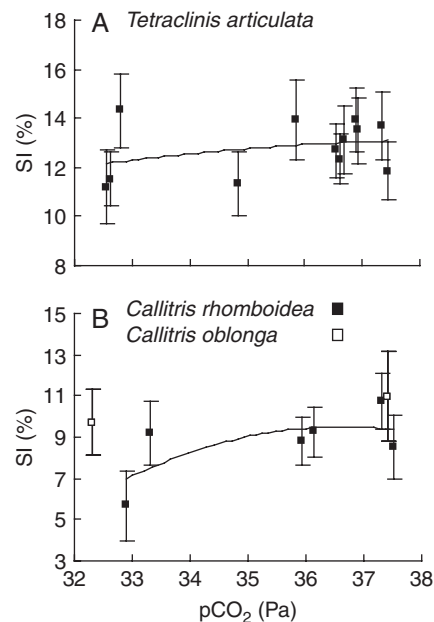 A Tetraclinis articulata
18
16
14
12
10
8
SI (%)
B Callitris rhomboidea
Callitris oblonga
15
13
11
9
7
5
3
SI (%)
32 33 34 35 36 37 38
pCO₂ (Pa)